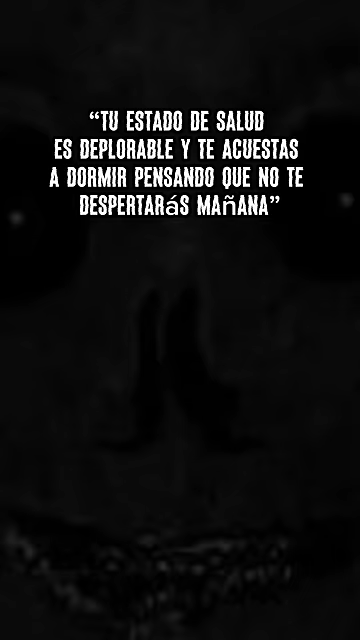 “TU ESTADO DE SALUD
ES DEPLORABLE Y TE ACUESTAS
A DORMIR PENSANDO QUE NO TE
DESPERTARáS MAñANA”